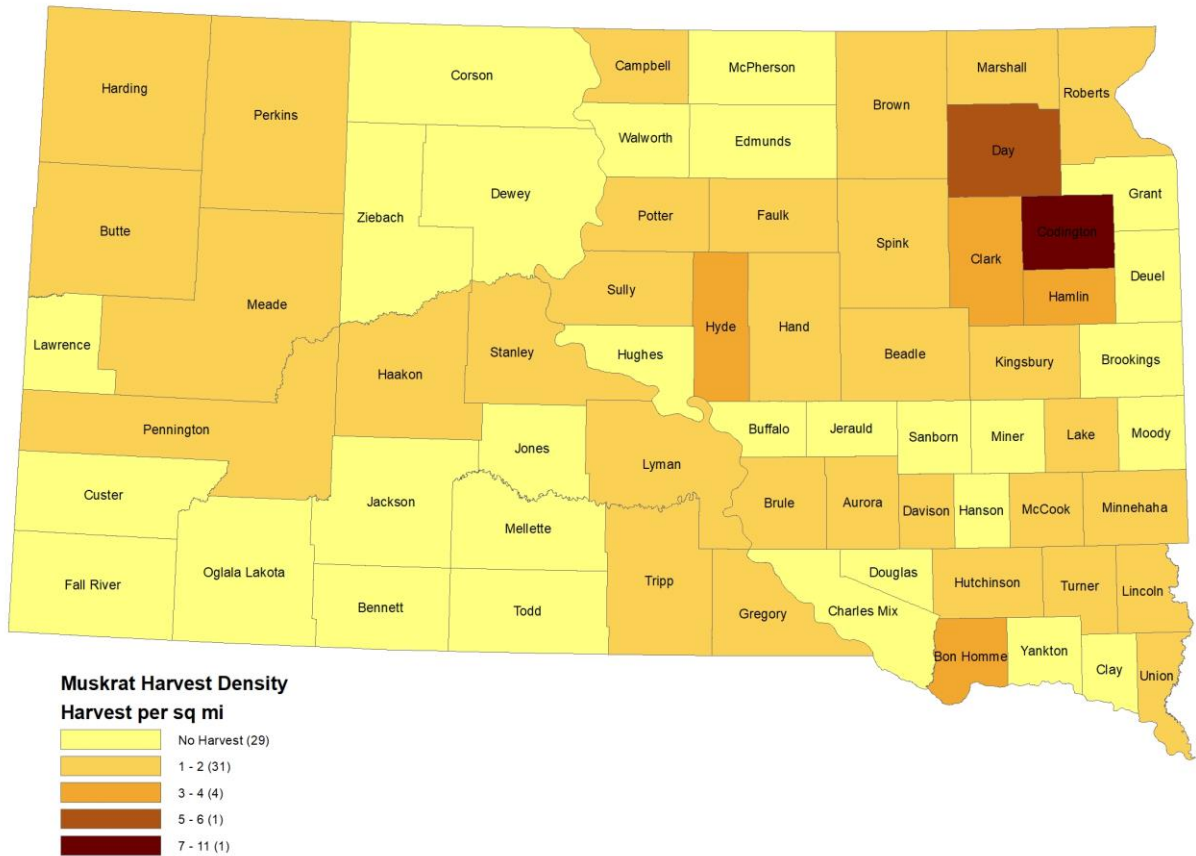 Harding
Perkins
Corson
Campbell
McPherson
Brown
Marshall
Roberts
Walworth
Edmunds
Day
Butte
Ziebach
Dewey
Potter
Faulk
Spink
Clark
Codington
Grant
Meade
Sully
Hyde
Hand
Hamlin
Deuel
Lawrence
Haakon
Stanley
Hughes
Beadle
Kingsbury
Brookings
Pennington
Jones
Lyman
Buffalo
Jerauld
Sanborn
Miner
Lake
Moody
Custer
Jackson
Mellette
Brule
Aurora
Davison
Hanson
McCook
Minnehaha
Fall River
Oglala Lakota
Bennett
Todd
Tripp
Gregory
Charles Mix
Douglas
Hutchinson
Turner
Lincoln
Bon Homme
Yankton
Clay
Union
Muskrat Harvest Density
Harvest per sq mi
No Harvest (29)
1 - 2 (31)
3 - 4 (4)
5 - 6 (1)
7 - 11 (1)